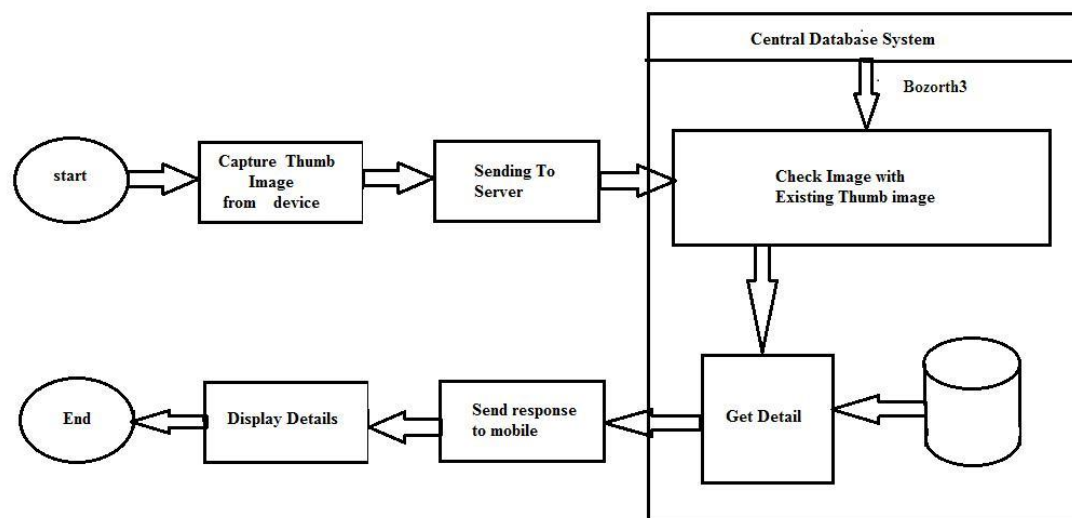 Central Database System
Bozorth3
start
Capture Thumb
Image
from device
Sending To
Server
Check Image with
Existing Thumb image
End
Display Details
Send response
to mobile
Get Detail